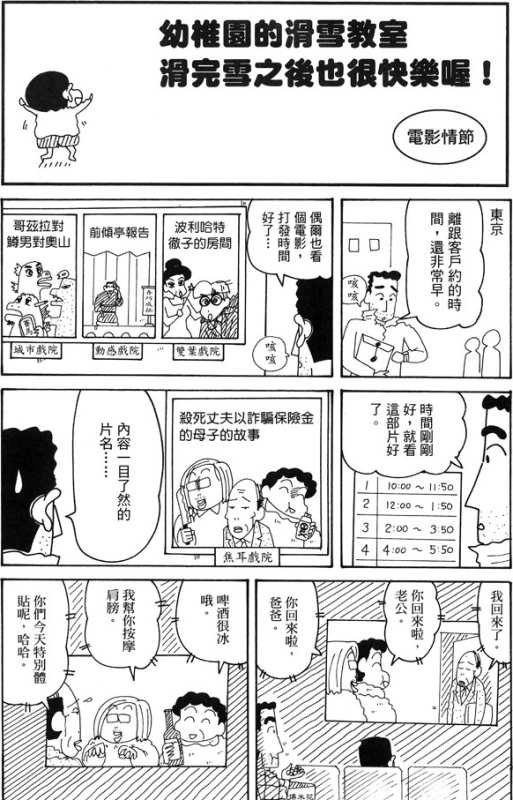 幼稚園的滑雪教室
滑完雪之後也很快樂喔！
電影情節
東京
離跟客戶約的時
間，還非常早。
咳
咳
偶爾也看
個電影，
打發時間
好了…
咳
咳
波利哈特
徹子的房間
前傾亭報告
哥茲拉對
鱒男對奧山
雙葉戲院
動感戲院
城市戲院
時間剛剛
好，就看
這部片好
了。
1 10:00 ～ 11:50
2 12:00 ～ 1:50
3 2:00 ～ 3:50
4 4:00 ～ 5:50
殺死丈夫以詐騙保險金
的母子的故事
焦耳戲院
內容一目了然的
片名……
我回來了。
你回來啦，
老公。
你回來啦，
爸爸。
啤酒很冰
哦。
我幫你按摩
肩膀。
你們今天特別體
貼呢，哈哈。